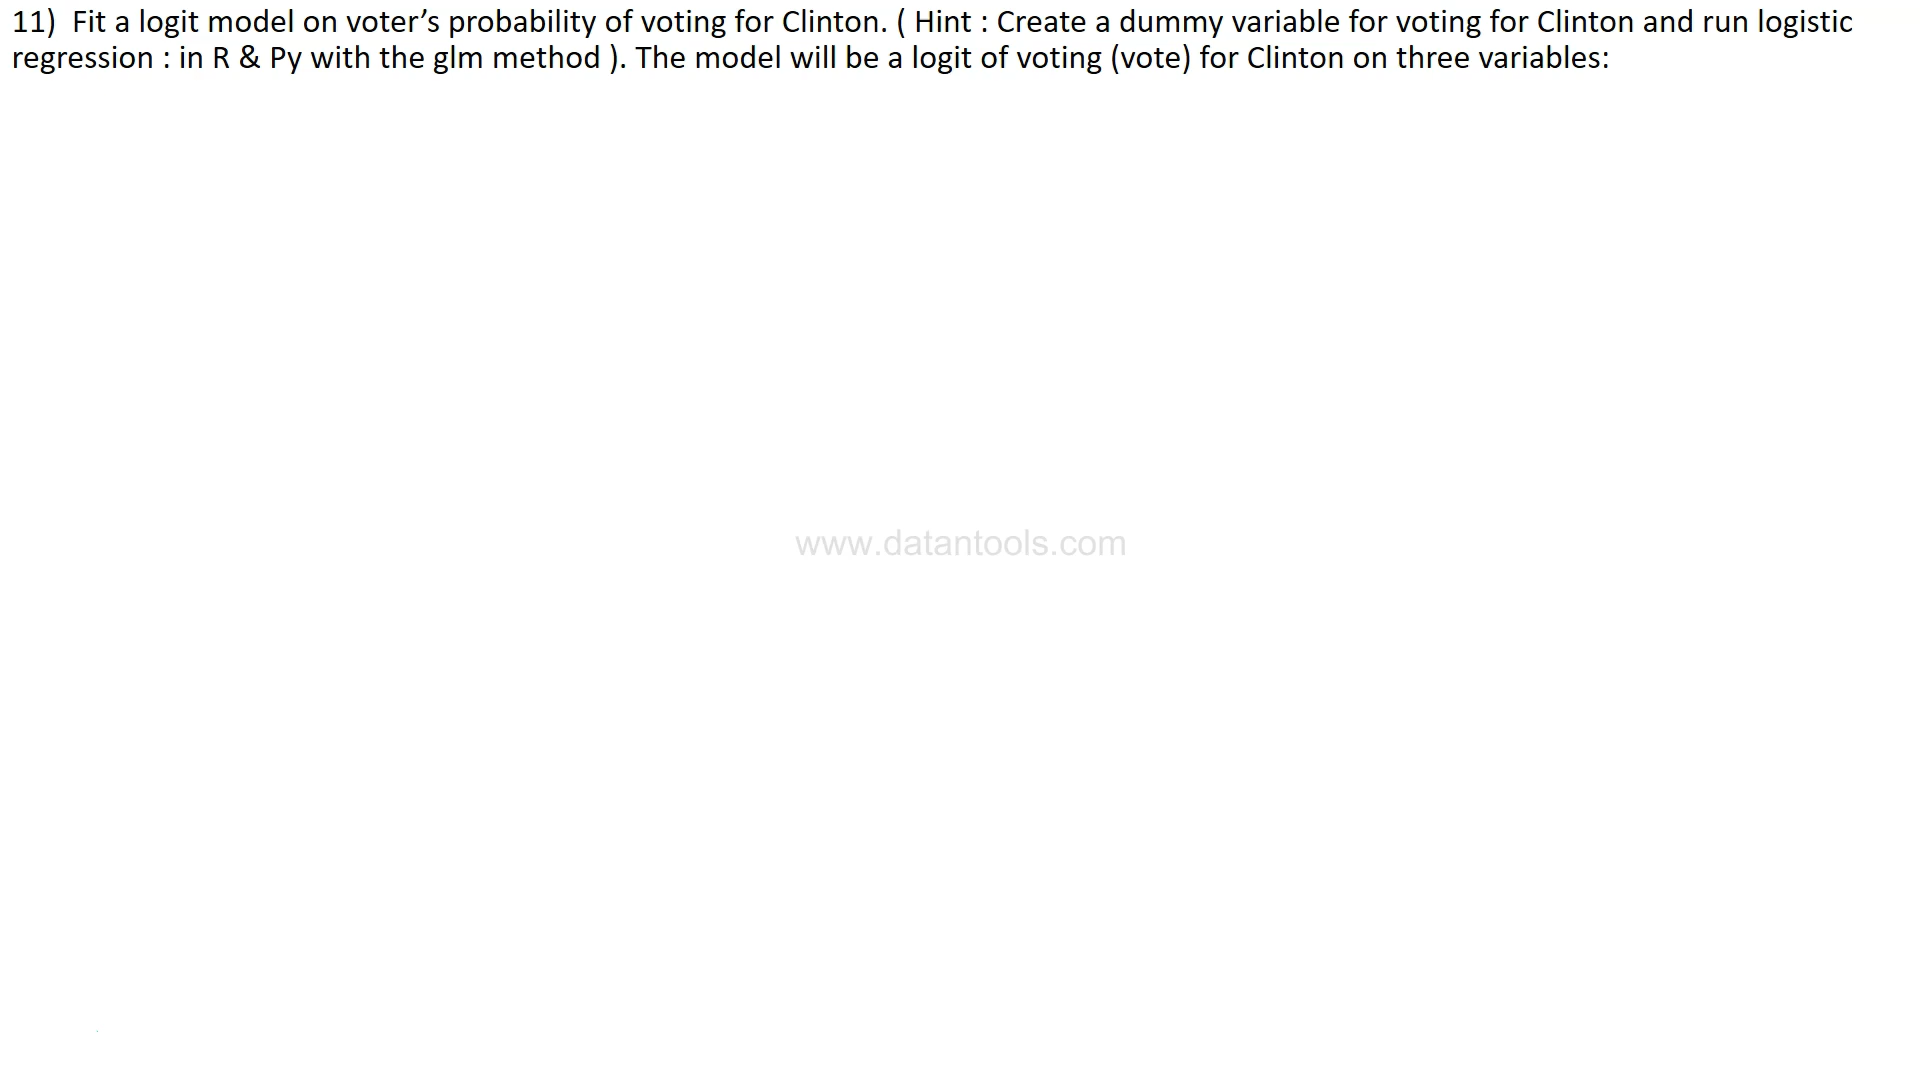 11)  Fit a logit model on voter’s probability of voting for Clinton. ( Hint : Create a dummy variable for voting for Clinton and run logistic
regression : in R & Py with the glm method ). The model will be a logit of voting (vote) for Clinton on three variables:
www.datantools.com